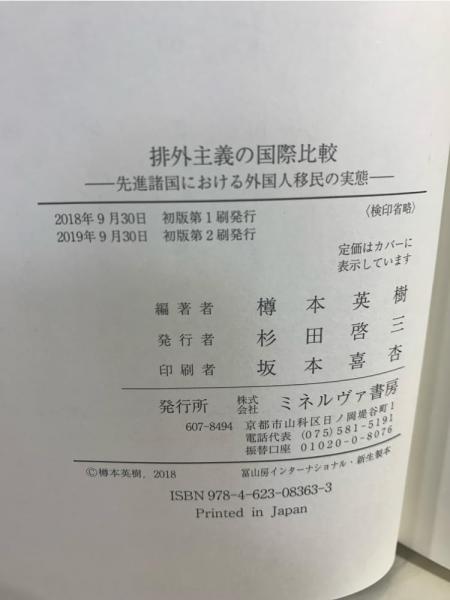 排外主義の国際比較
――先進諸国における外国人移民の実態――
2018年9月30日　初版第1刷発行　〈検印省略〉
2019年9月30日　初版第2刷発行
定価はカバーに
表示しています
編著者　樽本英樹
発行者　杉田啓三
印刷者　坂本喜杏
発行所　株式会社　ミネルヴァ書房
607-8494　京都市山科区日ノ岡堤谷町1
電話代表　(075)581-5191
振替口座　01020-0-8076
©樽本英樹, 2018　冨山房インターナショナル・新生製本
ISBN 978-4-623-08363-3
Printed in Japan